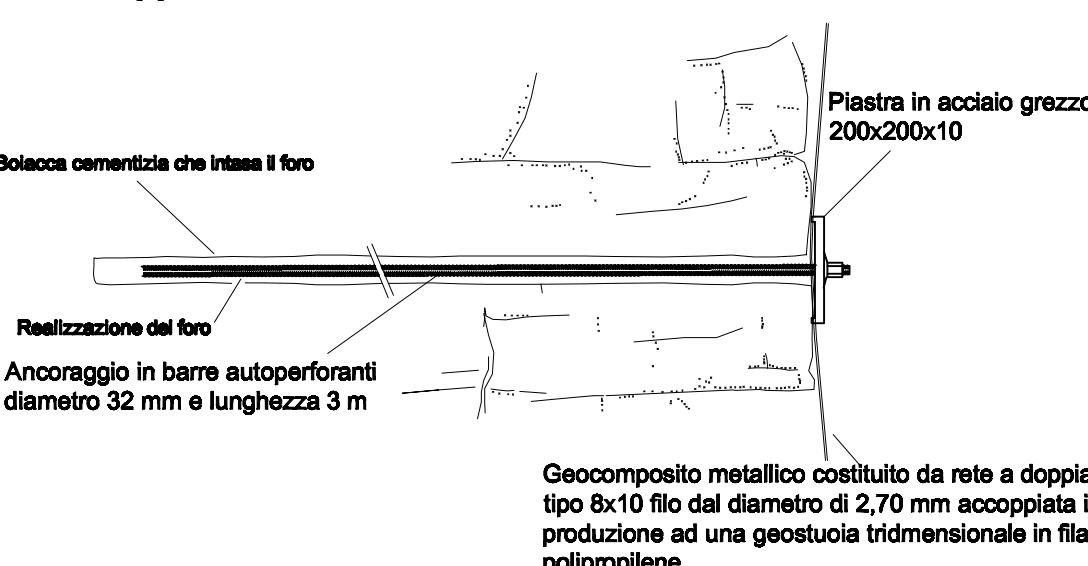 Piastra in acciaio grezzo
200x200x10
Boiacca cementizia che intasa il foro
Realizzazione del foro
Ancoraggio in barre autoperforanti
diametro 32 mm e lunghezza 3 m
Geocomposito metallico costituito da rete a doppia
tipo 8x10 filo dal diametro di 2,70 mm accoppiata i
produzione ad una geostuoia tridmensionale in fila
polipropilene